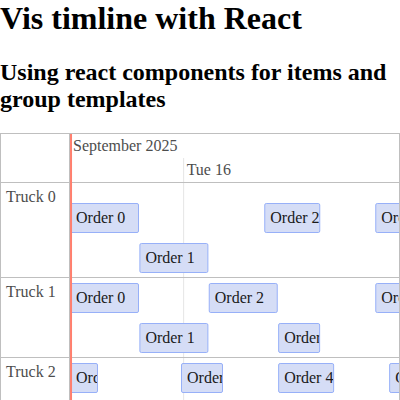 Vis timline with React
Using react components for items and
group templates
September 2025
Tue 16
Truck 0
Order 0
Order 2
Or
Order 1
Truck 1
Order 0
Order 2
Or
Order 1
Order
Truck 2
Ord
Order
Order 4